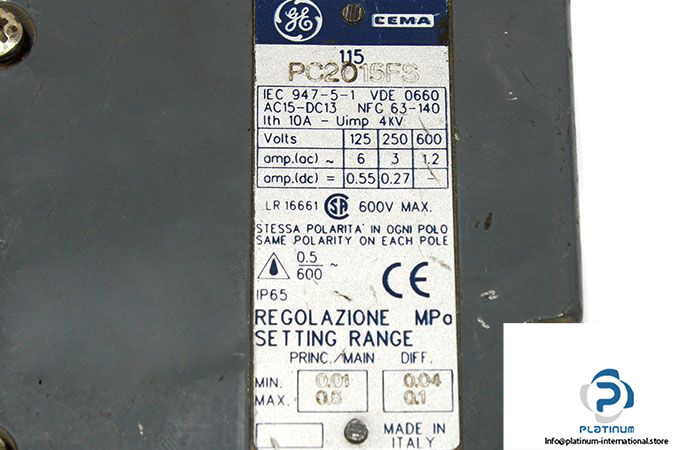 GE CEMA
115
PC2015FS
IEC 947-5-1 VDE 0660
AC15-DC13 NFC 63-140
Ith 10A - Uimp 4KV
Volts 125 250 600
amp.(ac) ~ 6 3 1.2
amp.(dc) = 0.55 0.27 -
LR 16661 SA 600V MAX.
STESSA POLARITA' IN OGNI POLO
SAME POLARITY ON EACH POLE
0.5/600 ~
CE
IP65
REGOLAZIONE MPa
SETTING RANGE
PRINC./MAIN DIFF.
MIN. 0.01 0.04
MAX. 0.1
MADE IN
ITALY
PLATINUM
Info@platinum-international.store